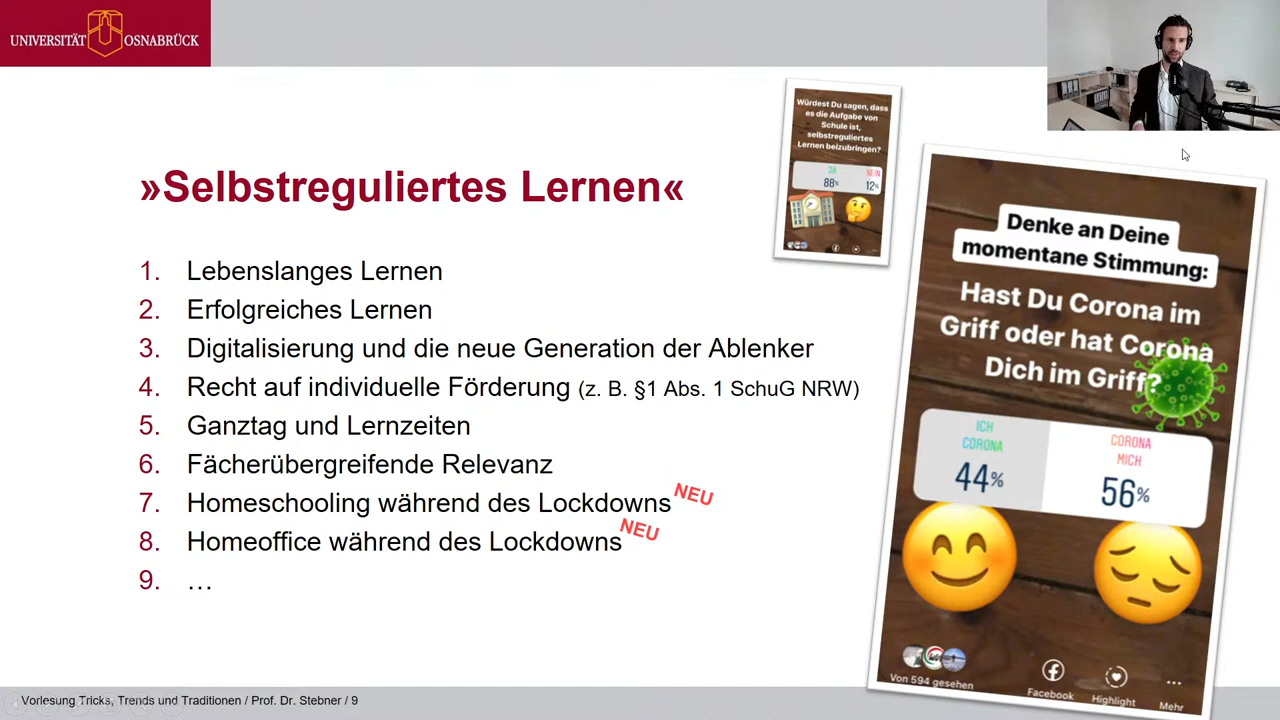 UNIVERSITÄT OSNABRÜCK
»Selbstreguliertes Lernen«
1. Lebenslanges Lernen
2. Erfolgreiches Lernen
3. Digitalisierung und die neue Generation der Ablenker
4. Recht auf individuelle Förderung (z. B. §1 Abs. 1 SchuG NRW)
5. Ganztag und Lernzeiten
6. Fächerübergreifende Relevanz
7. Homeschooling während des Lockdowns NEU
8. Homeoffice während des Lockdowns NEU
9. …
Würdest Du sagen, dass
es die Aufgabe von
Schule ist,
selbstreguliertes
Lernen beizubringen?
JA NEIN
88% 12%
Denke an Deine
momentane Stimmung:
Hast Du Corona im
Griff oder hat Corona
Dich im Griff?
ICH
CORONA
44%
CORONA
MICH
56%
Von 594 gesehen
Facebook
Highlight
Mehr
Vorlesung Tricks, Trends und Traditionen / Prof. Dr. Stebner / 9